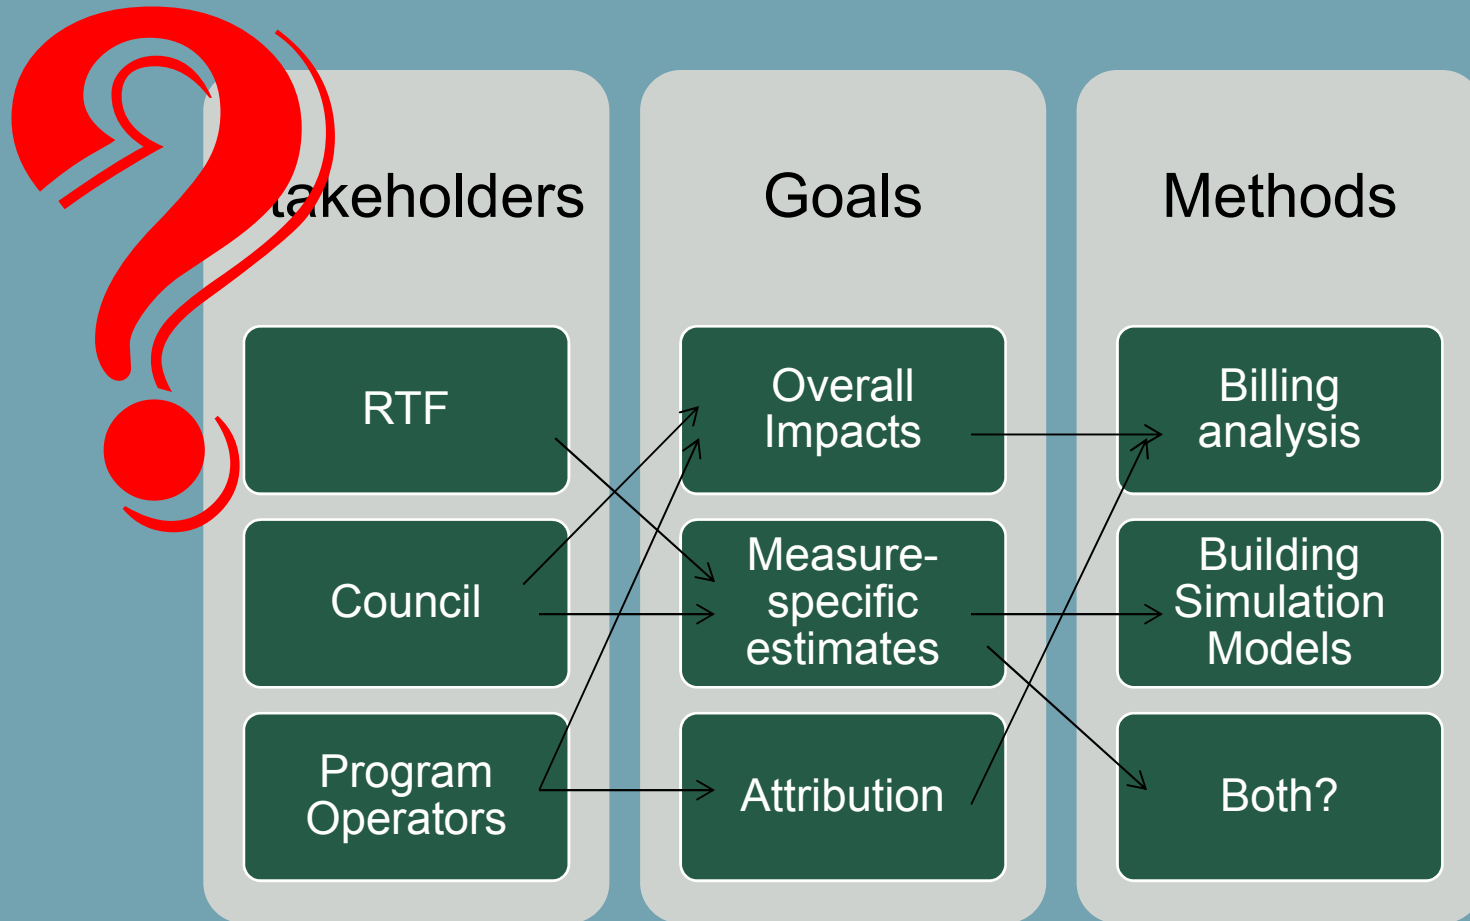 takeholders
Goals
Methods
RTF
Overall
Impacts
Billing
analysis
Council
Measure-
specific
estimates
Building
Simulation
Models
Program
Operators
Attribution
Both?